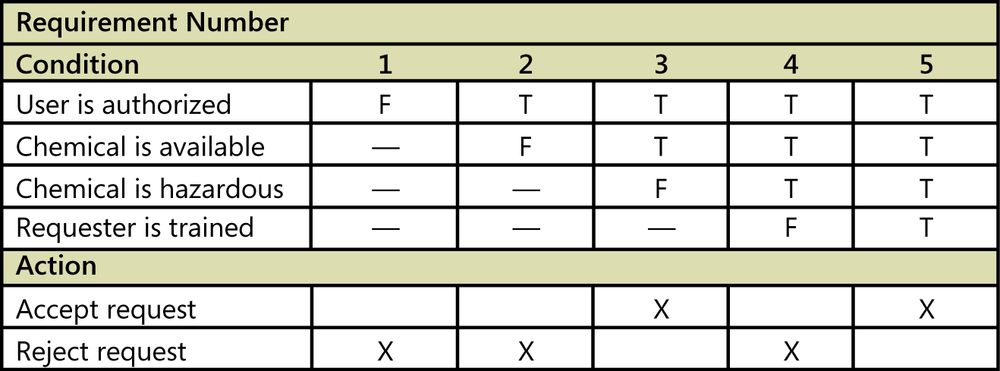 Requirement Number
Condition 1 2 3 4 5
User is authorized F T T T T
Chemical is available — F T T T
Chemical is hazardous — — F T T
Requester is trained — — — F T
Action
Accept request X X
Reject request X X X